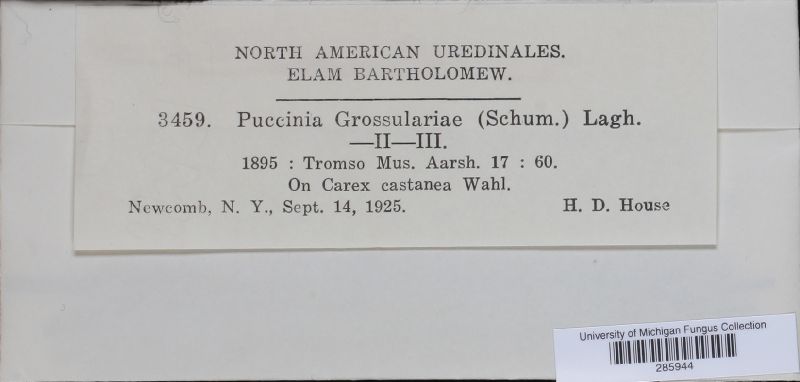 NORTH AMERICAN UREDINALES.
ELAM BARTHOLOMEW.
3459. Puccinia Grossulariae (Schum.) Lagh.
—II—III.
1895 : Tromso Mus. Aarsh. 17 : 60.
On Carex castanea Wahl.
Newcomb, N. Y., Sept. 14, 1925. H. D. House
University of Michigan Fungus Collection
285944